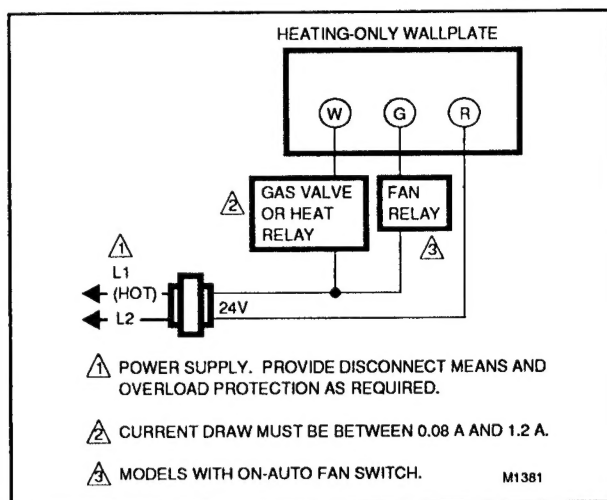 HEATING-ONLY WALLPLATE
W G R
2 GAS VALVE
OR HEAT
RELAY
FAN
RELAY
3
1
L1
(HOT)
L2
24V
1 POWER SUPPLY. PROVIDE DISCONNECT MEANS AND
OVERLOAD PROTECTION AS REQUIRED.
2 CURRENT DRAW MUST BE BETWEEN 0.08 A AND 1.2 A.
3 MODELS WITH ON-AUTO FAN SWITCH.
M1381